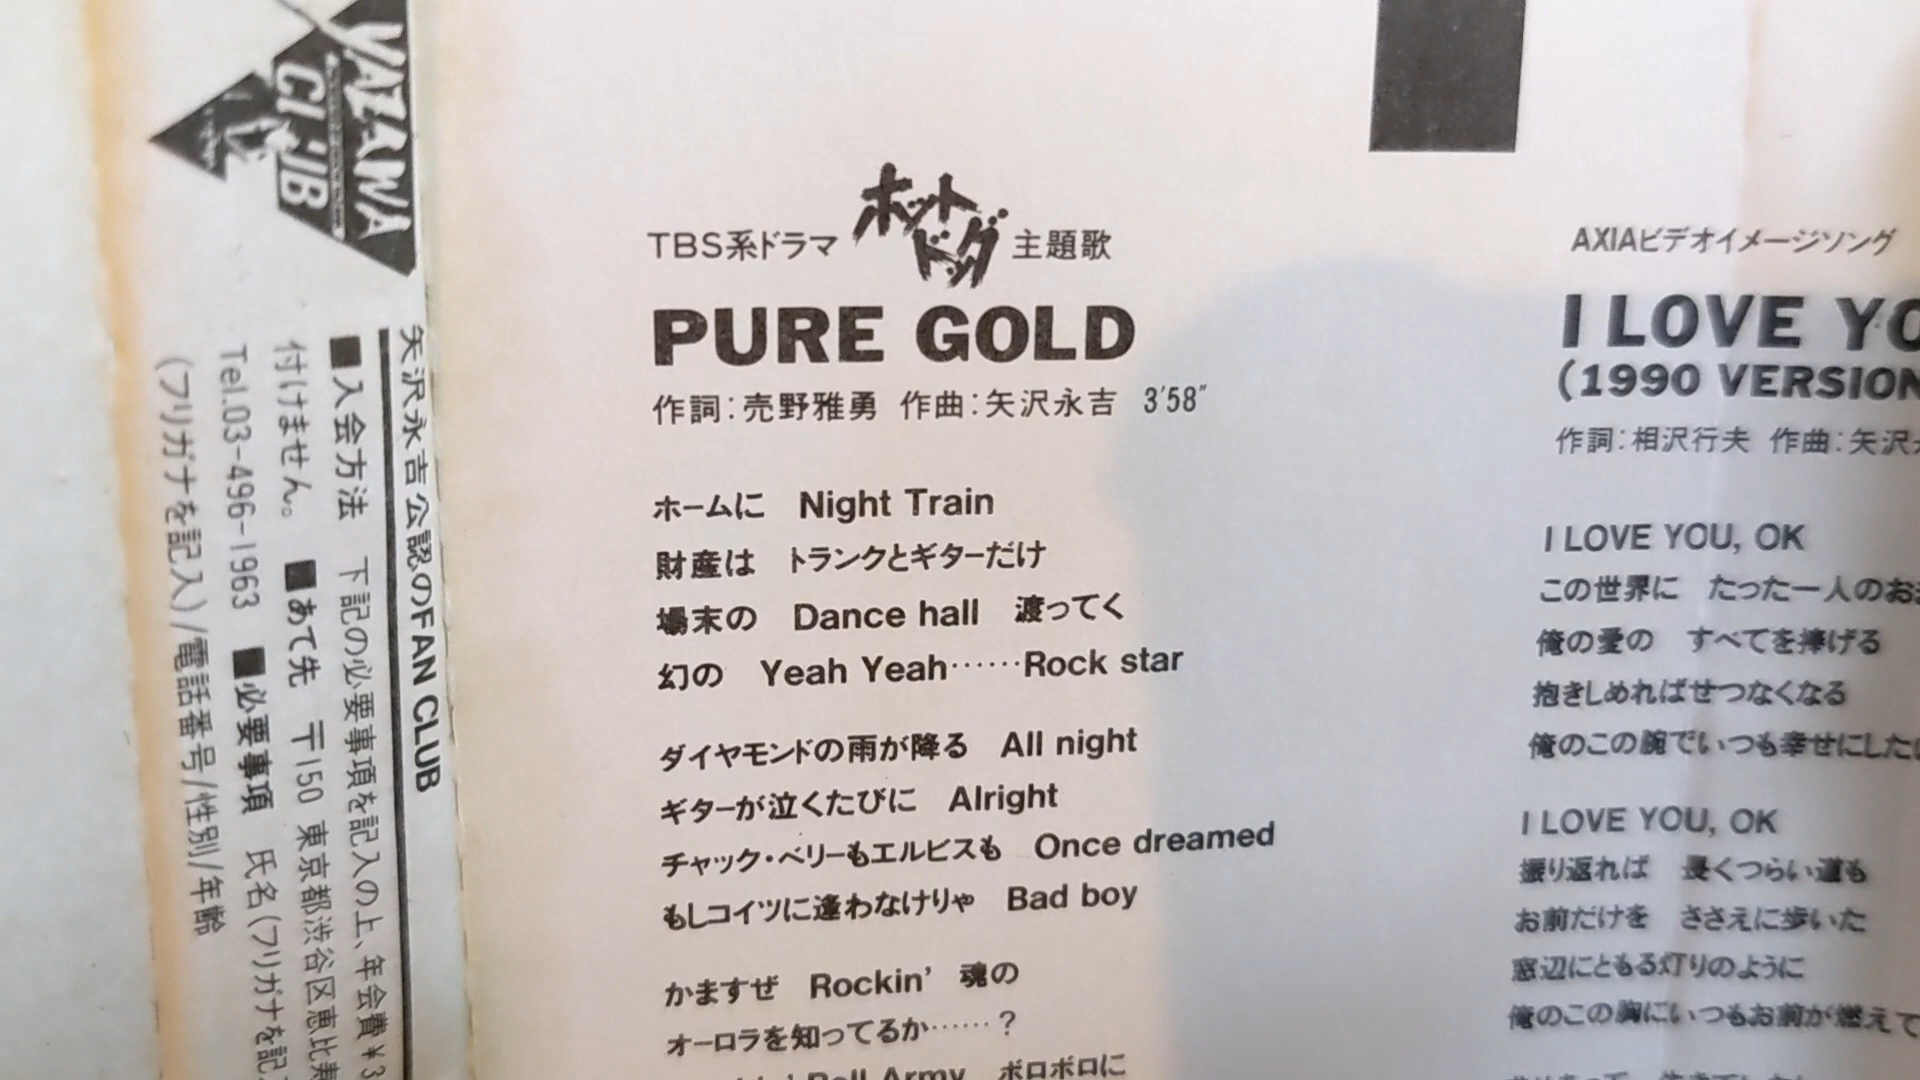 YAZAWA
CLUB
矢沢永吉公認のFAN CLUB
■入会方法 下記の必要事項を記入の上、年会費¥3
付けません。 ■あて先 〒150 東京都渋谷区恵比寿
Tel.03-496-1963 ■必要事項 氏名(フリガナを記
(フリガナを記入)/電話番号/性別/年齢
TBS系ドラマ ホットドッグ 主題歌
PURE GOLD
作詞:売野雅勇 作曲:矢沢永吉 3'58"
ホームに Night Train
財産は トランクとギターだけ
場末の Dance hall 渡ってく
幻の Yeah Yeah……Rock star
ダイヤモンドの雨が降る All night
ギターが泣くたびに Alright
チャック・ベリーもエルビスも Once dreamed
もしコイツに逢わなけりゃ Bad boy
かますぜ Rockin' 魂の
オーロラを知ってるか……?
Roll Army ボロボロに
AXIAビデオイメージソング
I LOVE YO
(1990 VERSION
作詞:相沢行夫 作曲:矢沢
I LOVE YOU, OK
この世界に たった一人のお
俺の愛の すべてを捧げる
抱きしめればせつなくなる
俺のこの腕でいつも幸せにした
I LOVE YOU, OK
振り返れば 長くつらい道も
お前だけを ささえに歩いた
窓辺にともる灯りのように
俺のこの胸にいつもお前が燃えて